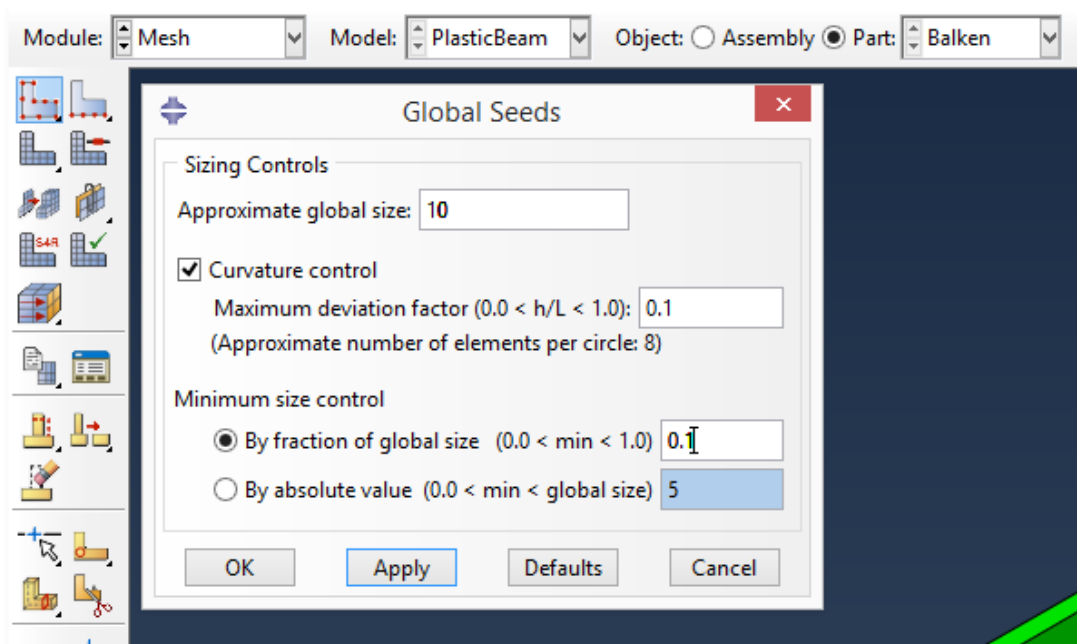 Module: Mesh Model: PlasticBeam Object: Assembly Part: Balken
Global Seeds
Sizing Controls
Approximate global size: 10
Curvature control
Maximum deviation factor (0.0 < h/L < 1.0): 0.1
(Approximate number of elements per circle: 8)
Minimum size control
By fraction of global size (0.0 < min < 1.0) 0.1
By absolute value (0.0 < min < global size) 5
OK Apply Defaults Cancel
S4R